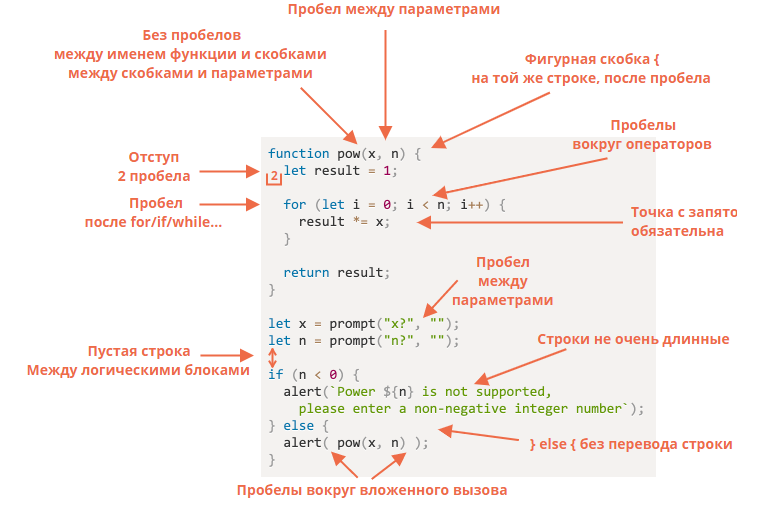 Пробел между параметрами
Без пробелов
между именем функции и скобками
между скобками и параметрами
Фигурная скобка {
на той же строке, после пробела
Пробелы
вокруг операторов
Отступ
2 пробела
Пробел
после for/if/while...
Точка с запято
обязательна
function pow(x, n) {
2
let result = 1;
for (let i = 0; i < n; i++) {
result *= x;
}
return result;
}
Пробел
между
параметрами
let x = prompt("x?", "");
let n = prompt("n?", "");
Пустая строка
Между логическими блоками
Строки не очень длинные
if (n < 0) {
alert(`Power ${n} is not supported,
please enter a non-negative integer number`);
} else {
alert( pow(x, n) );
}
} else { без перевода строки
Пробелы вокруг вложенного вызова